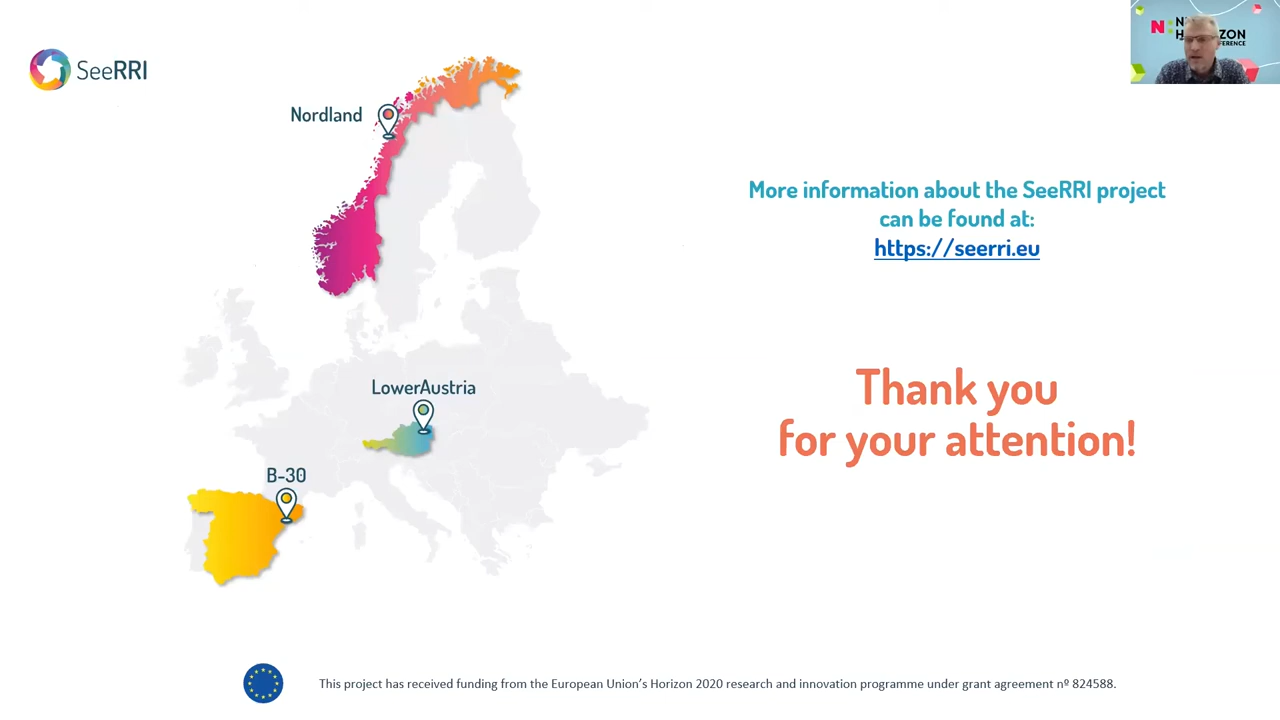 SeeRRI
Nordland
LowerAustria
B-30
More information about the SeeRRI project
can be found at:
https://seerri.eu
Thank you
for your attention!
This project has received funding from the European Union's Horizon 2020 research and innovation programme under grant agreement nº 824588.